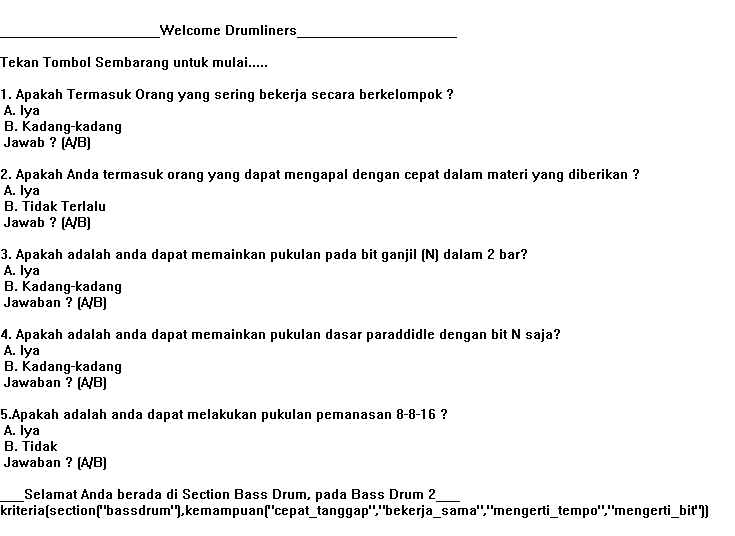 ____________________Welcome Drumliners____________________
Tekan Tombol Sembarang untuk mulai.....
1. Apakah Termasuk Orang yang sering bekerja secara berkelompok ?
A. Iya
B. Kadang-kadang
Jawab ? (A/B)
2. Apakah Anda termasuk orang yang dapat mengapal dengan cepat dalam materi yang diberikan ?
A. Iya
B. Tidak Terlalu
Jawab ? (A/B)
3. Apakah adalah anda dapat memainkan pukulan pada bit ganjil (N) dalam 2 bar?
A. Iya
B. Kadang-kadang
Jawaban ? (A/B)
4. Apakah adalah anda dapat memainkan pukulan dasar paraddidle dengan bit N saja?
A. Iya
B. Kadang-kadang
Jawaban ? (A/B)
5.Apakah adalah anda dapat melakukan pukulan pemanasan 8-8-16 ?
A. Iya
B. Tidak
Jawaban ? (A/B)
___Selamat Anda berada di Section Bass Drum, pada Bass Drum 2___
kriteria(section("bassdrum"),kemampuan("cepat_tanggap","bekerja_sama","mengerti_tempo","mengerti_bit"))